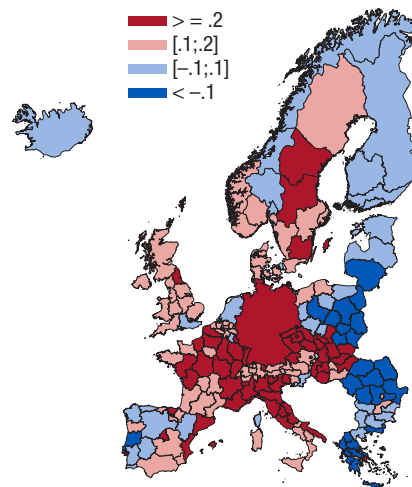 > = .2
[.1;.2]
[–.1;.1]
< –.1